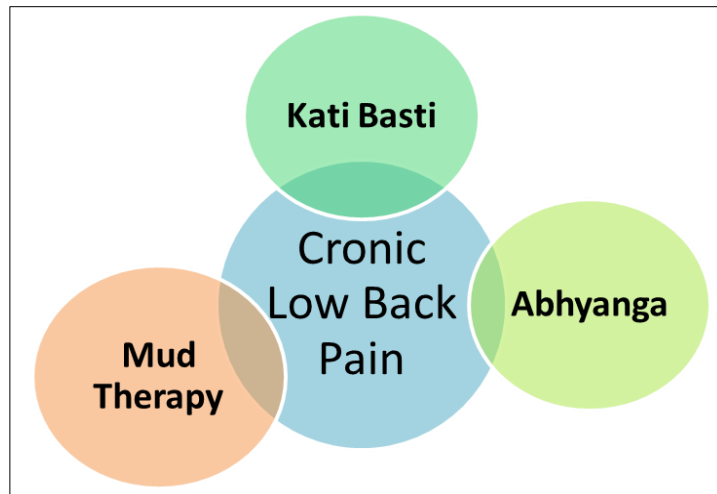 Kati Basti
Cronic
Low Back
Pain
Abhyanga
Mud
Therapy